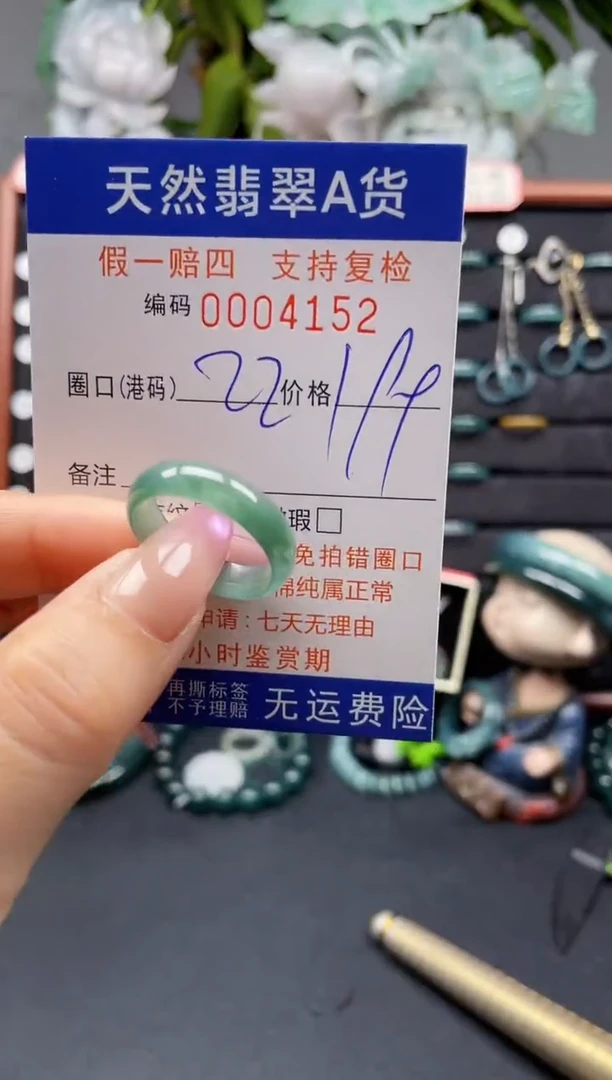 天然翡翠A货
假一赔四 支持复检
编码 0004152
圈口(港码) 22 价格
备注
瑕□
免拍错圈口
棉纯属正常
申请:七天无理由
小时鉴赏期
再撕标签
不予理赔
无运费险